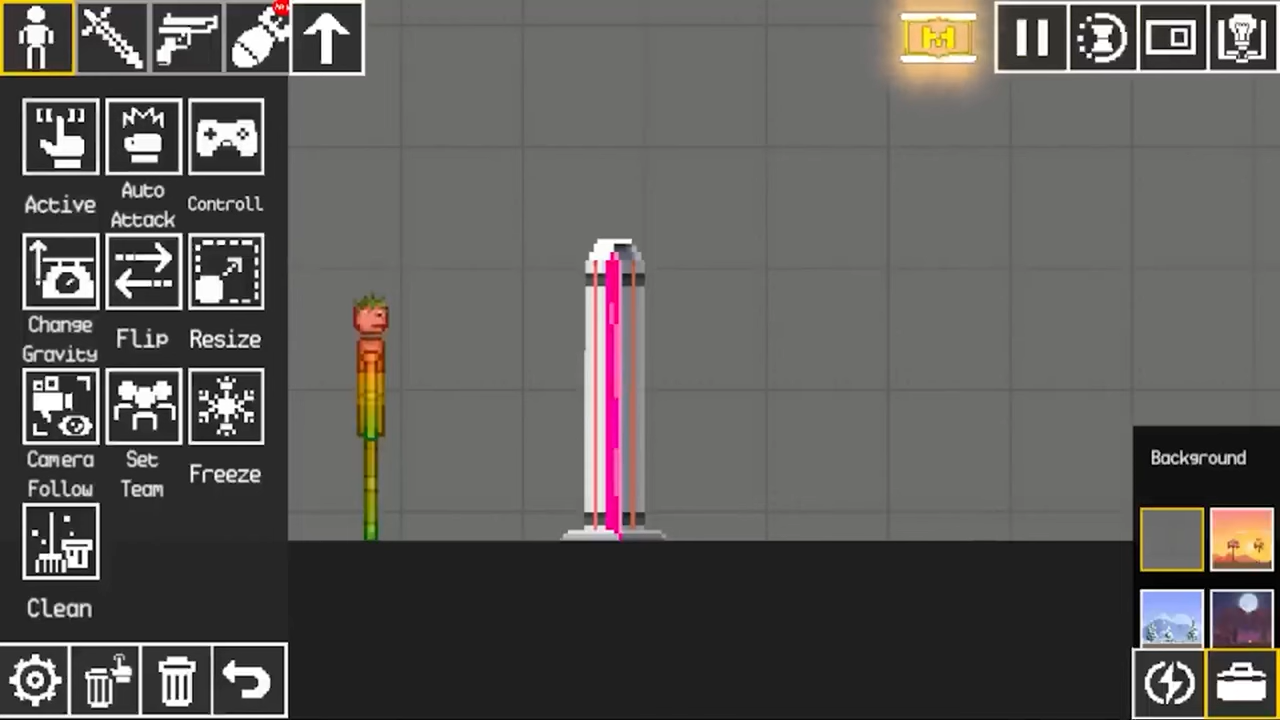 Active
Auto
Attack
Controll
Change
Gravity
Flip
Resize
Camera
Follow
Set
Team
Freeze
Clean
M
Background